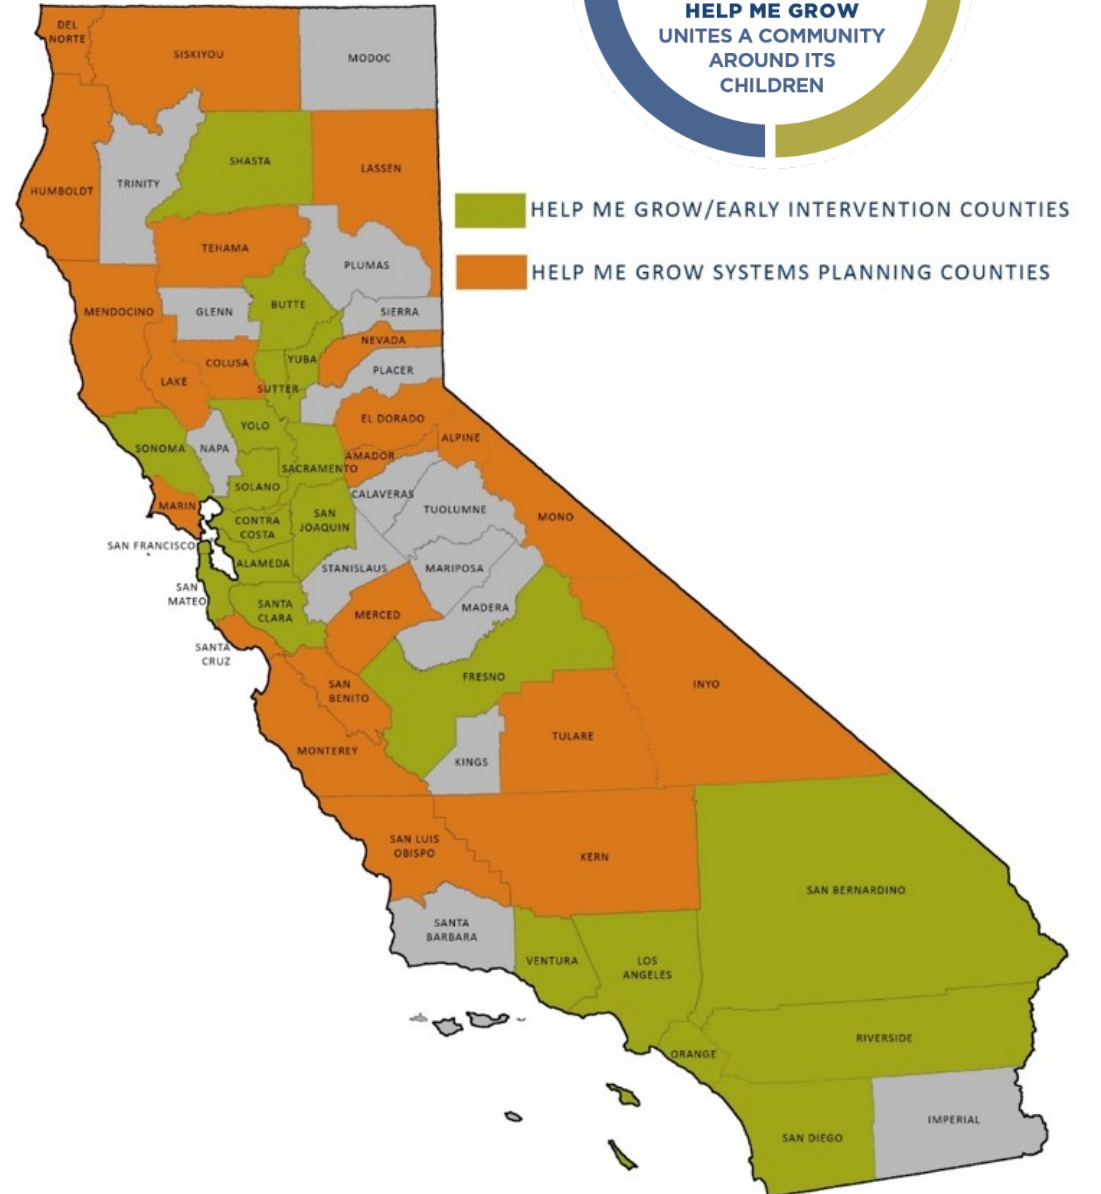 HELP ME GROW
UNITES A COMMUNITY
AROUND ITS
CHILDREN
DEL
NORTE
SISKIYOU
MODOC
SHASTA
LASSEN
TRINITY
HUMBOLDT
HELP ME GROW/EARLY INTERVENTION COUNTIES
TEHAMA
PLUMAS
HELP ME GROW SYSTEMS PLANNING COUNTIES
BUTTE
MENDOCINO
GLENN
SIERRA
NEVADA
COLUSA
YUBA
PLACER
LAKE
SUTTER
EL DORADO
YOLO
ALPINE
SONOMA
NAPA
AMADOR
SACRAMENTO
SOLANO
CALAVERAS
MARIN
TUOLUMNE
SAN
JOAQUIN
CONTRA
COSTA
MONO
SAN FRANCISCO
ALAMEDA
STANISLAUS
MARIPOSA
SAN
MATEO
SANTA
CLARA
MERCED
MADERA
SANTA
CRUZ
FRESNO
SAN
BENITO
INYO
TULARE
MONTEREY
KINGS
SAN LUIS
OBISPO
KERN
SAN BERNARDINO
SANTA
BARBARA
VENTURA
LOS
ANGELES
RIVERSIDE
ORANGE
IMPERIAL
SAN DIEGO